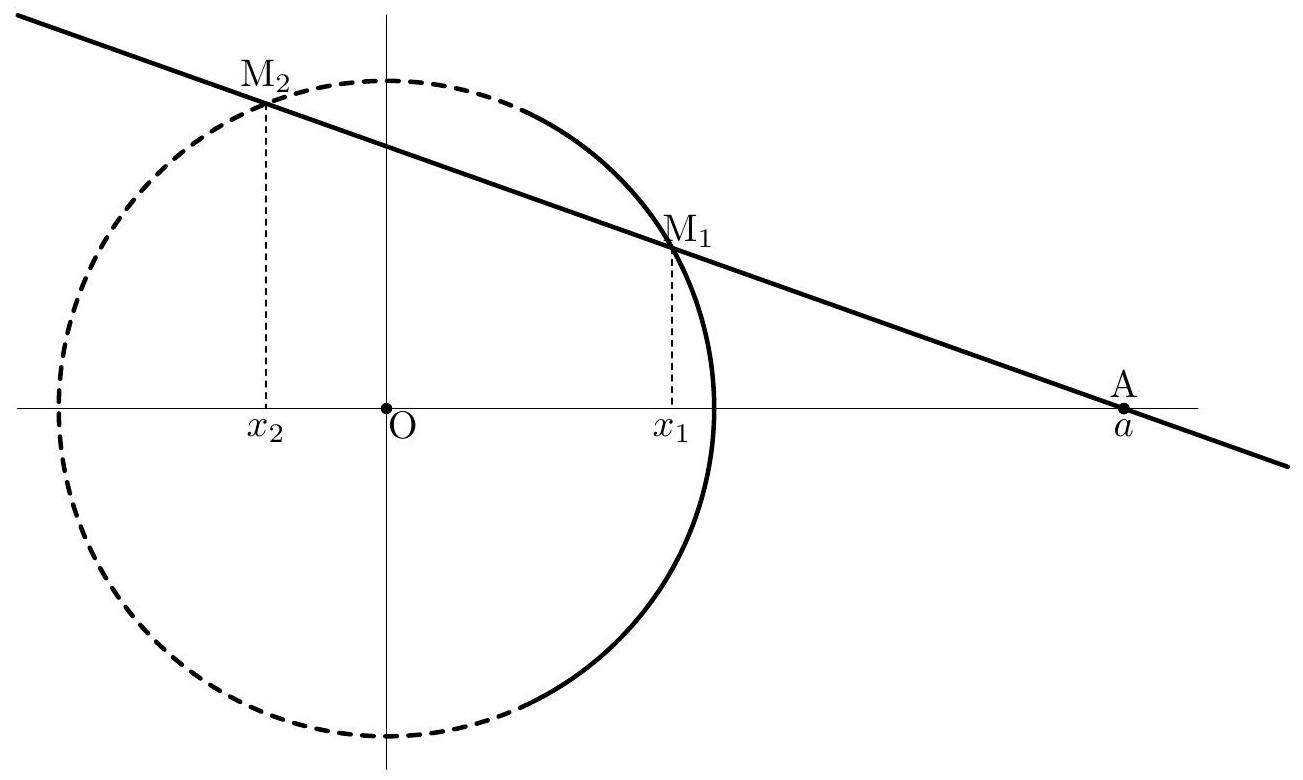 M₂
M₁
A
x₂
O
x₁
a